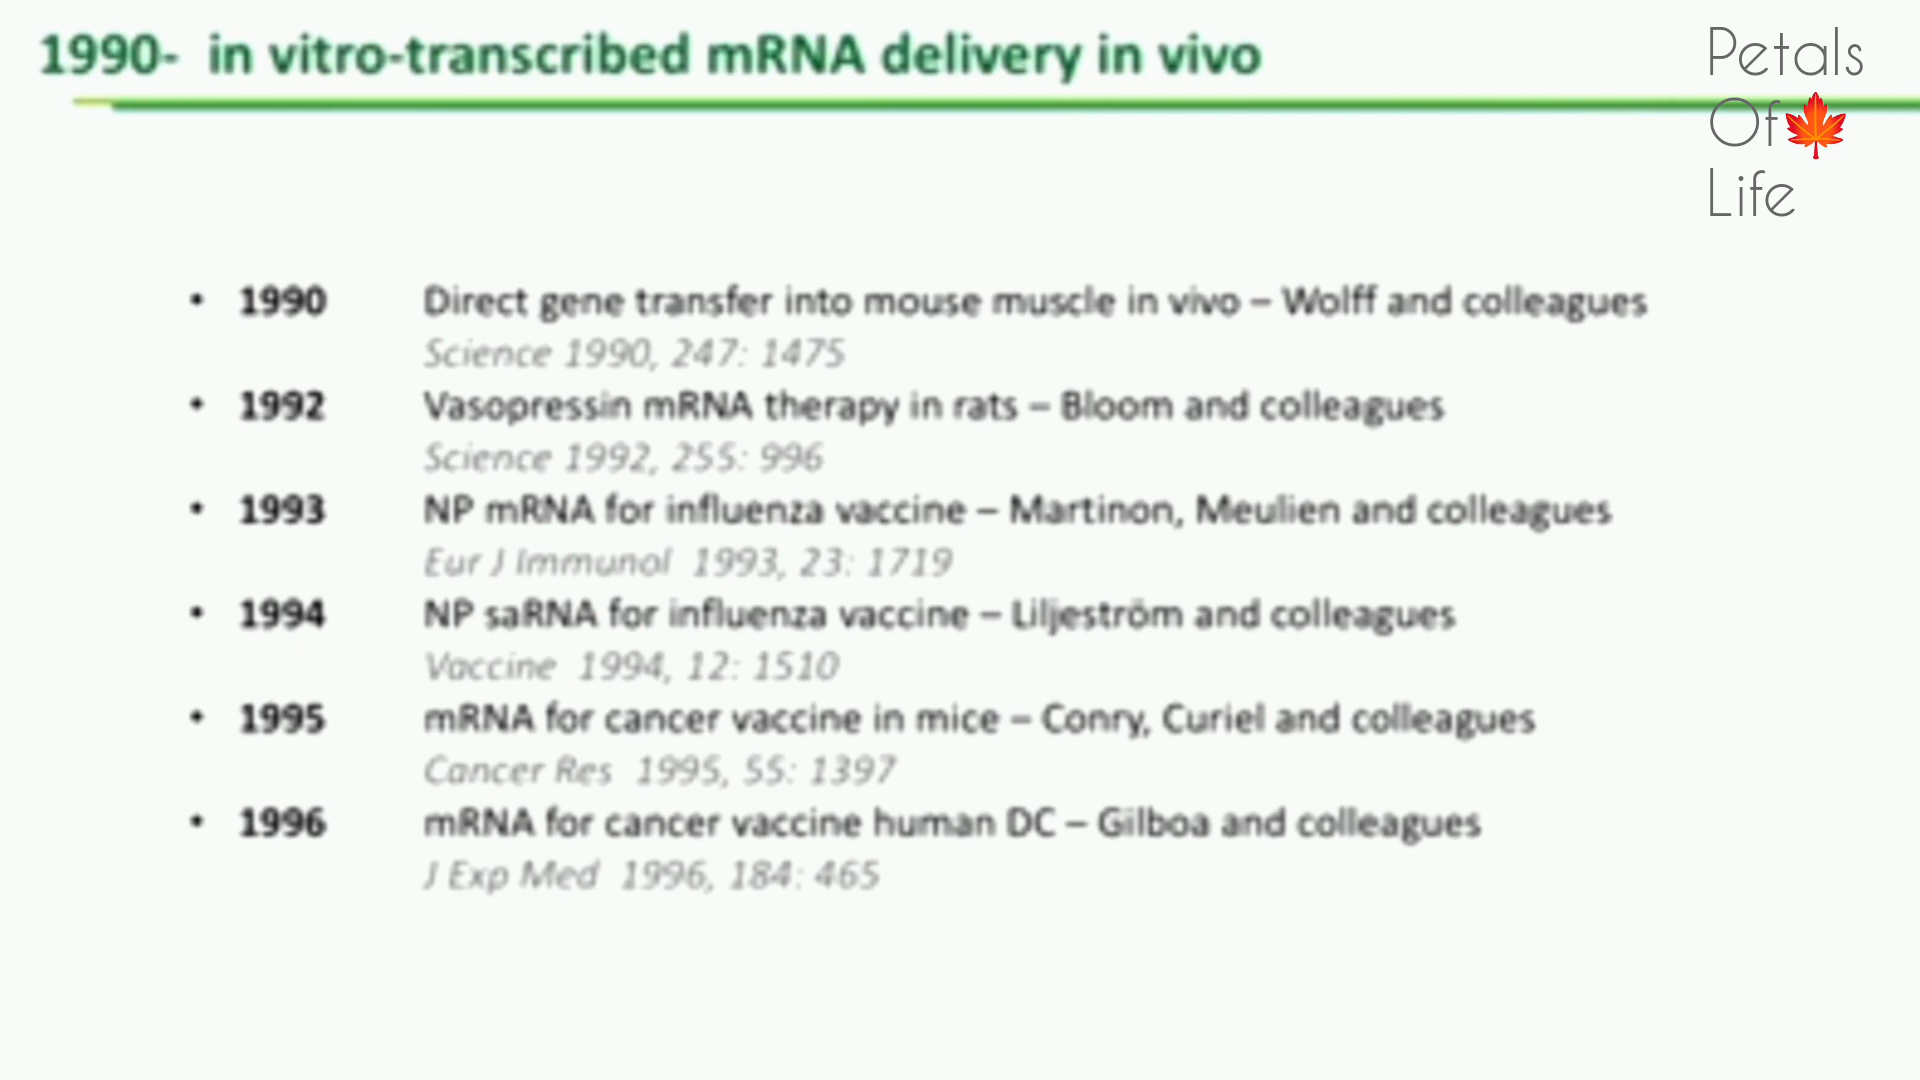 1990- in vitro-transcribed mRNA delivery in vivo
Petals
Of
Life
• 1990 Direct gene transfer into mouse muscle in vivo – Wolff and colleagues
Science 1990, 247: 1475
• 1992 Vasopressin mRNA therapy in rats – Bloom and colleagues
Science 1992, 255: 996
• 1993 NP mRNA for influenza vaccine – Martinon, Meulien and colleagues
Eur J Immunol 1993, 23: 1719
• 1994 NP saRNA for influenza vaccine – Liljeström and colleagues
Vaccine 1994, 12: 1510
• 1995 mRNA for cancer vaccine in mice – Conry, Curiel and colleagues
Cancer Res 1995, 55: 1397
• 1996 mRNA for cancer vaccine human DC – Gilboa and colleagues
J Exp Med 1996, 184: 465